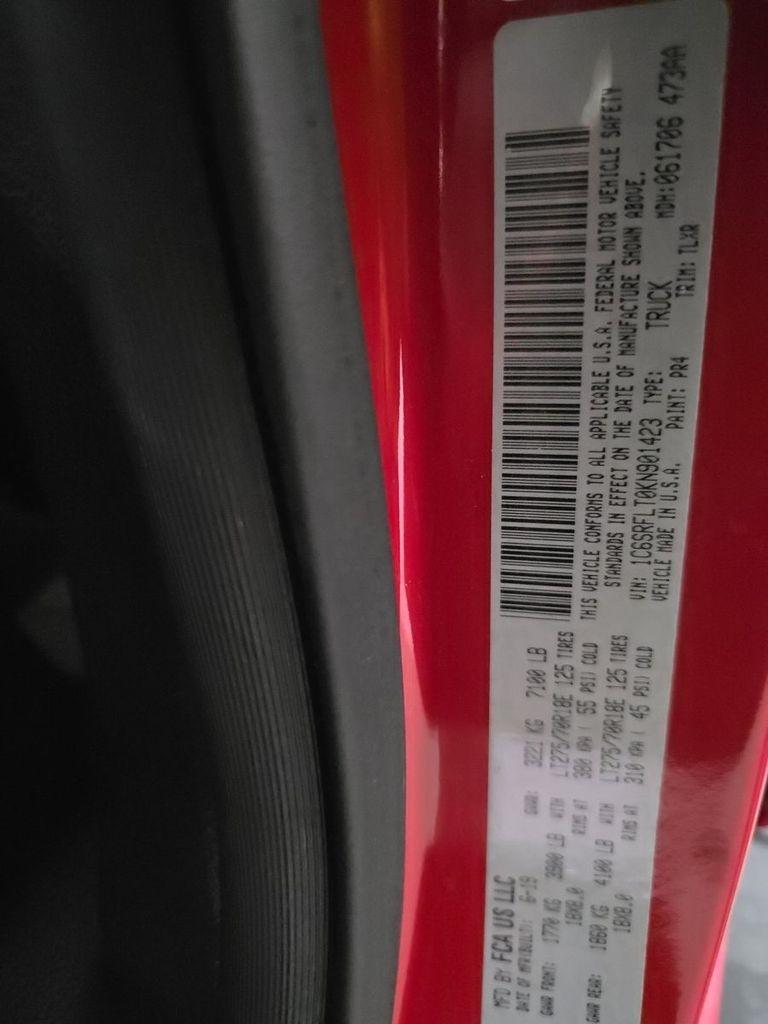 MFD BY FCA US LLC
DATE OF MFR(BUILT): 6-19 GVWR: 3221 KG 7100 LB
GAWR FRONT: 1770 KG 3900 LB WITH LT275/70R18E 125 TIRES
18X8.0 RIMS AT 380 KPA ( 55 PSI) COLD
GAWR REAR: 1860 KG 4100 LB WITH LT275/70R18E 125 TIRES
18X8.0 RIMS AT 310 KPA ( 45 PSI) COLD
THIS VEHICLE CONFORMS TO ALL APPLICABLE U.S.A. FEDERAL MOTOR VEHICLE SAFETY
STANDARDS IN EFFECT ON THE DATE OF MANUFACTURE SHOWN ABOVE.
VIN: 1C6SRFLT0KN901423 TYPE: TRUCK MDH:061706 473AA
VEHICLE MADE IN U.S.A. PAINT: PR4 TRIM: TLXR